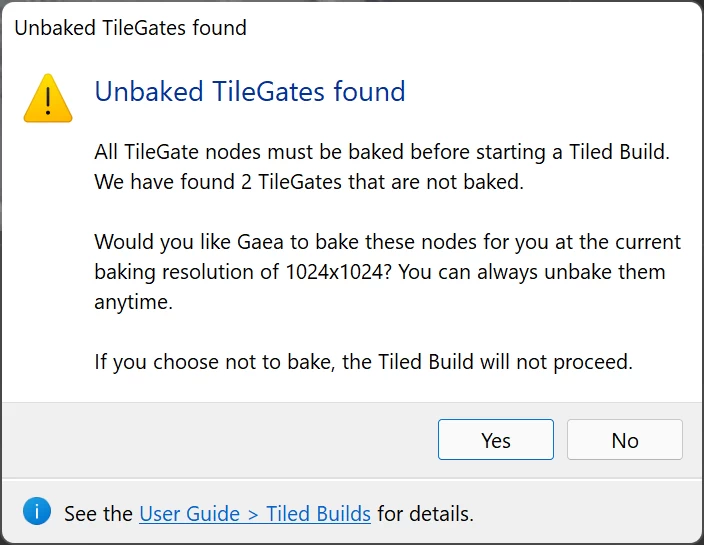 Unbaked TileGates found
Unbaked TileGates found
All TileGate nodes must be baked before starting a Tiled Build.
We have found 2 TileGates that are not baked.
Would you like Gaea to bake these nodes for you at the current
baking resolution of 1024x1024? You can always unbake them
anytime.
If you choose not to bake, the Tiled Build will not proceed.
Yes
No
See the User Guide > Tiled Builds for details.